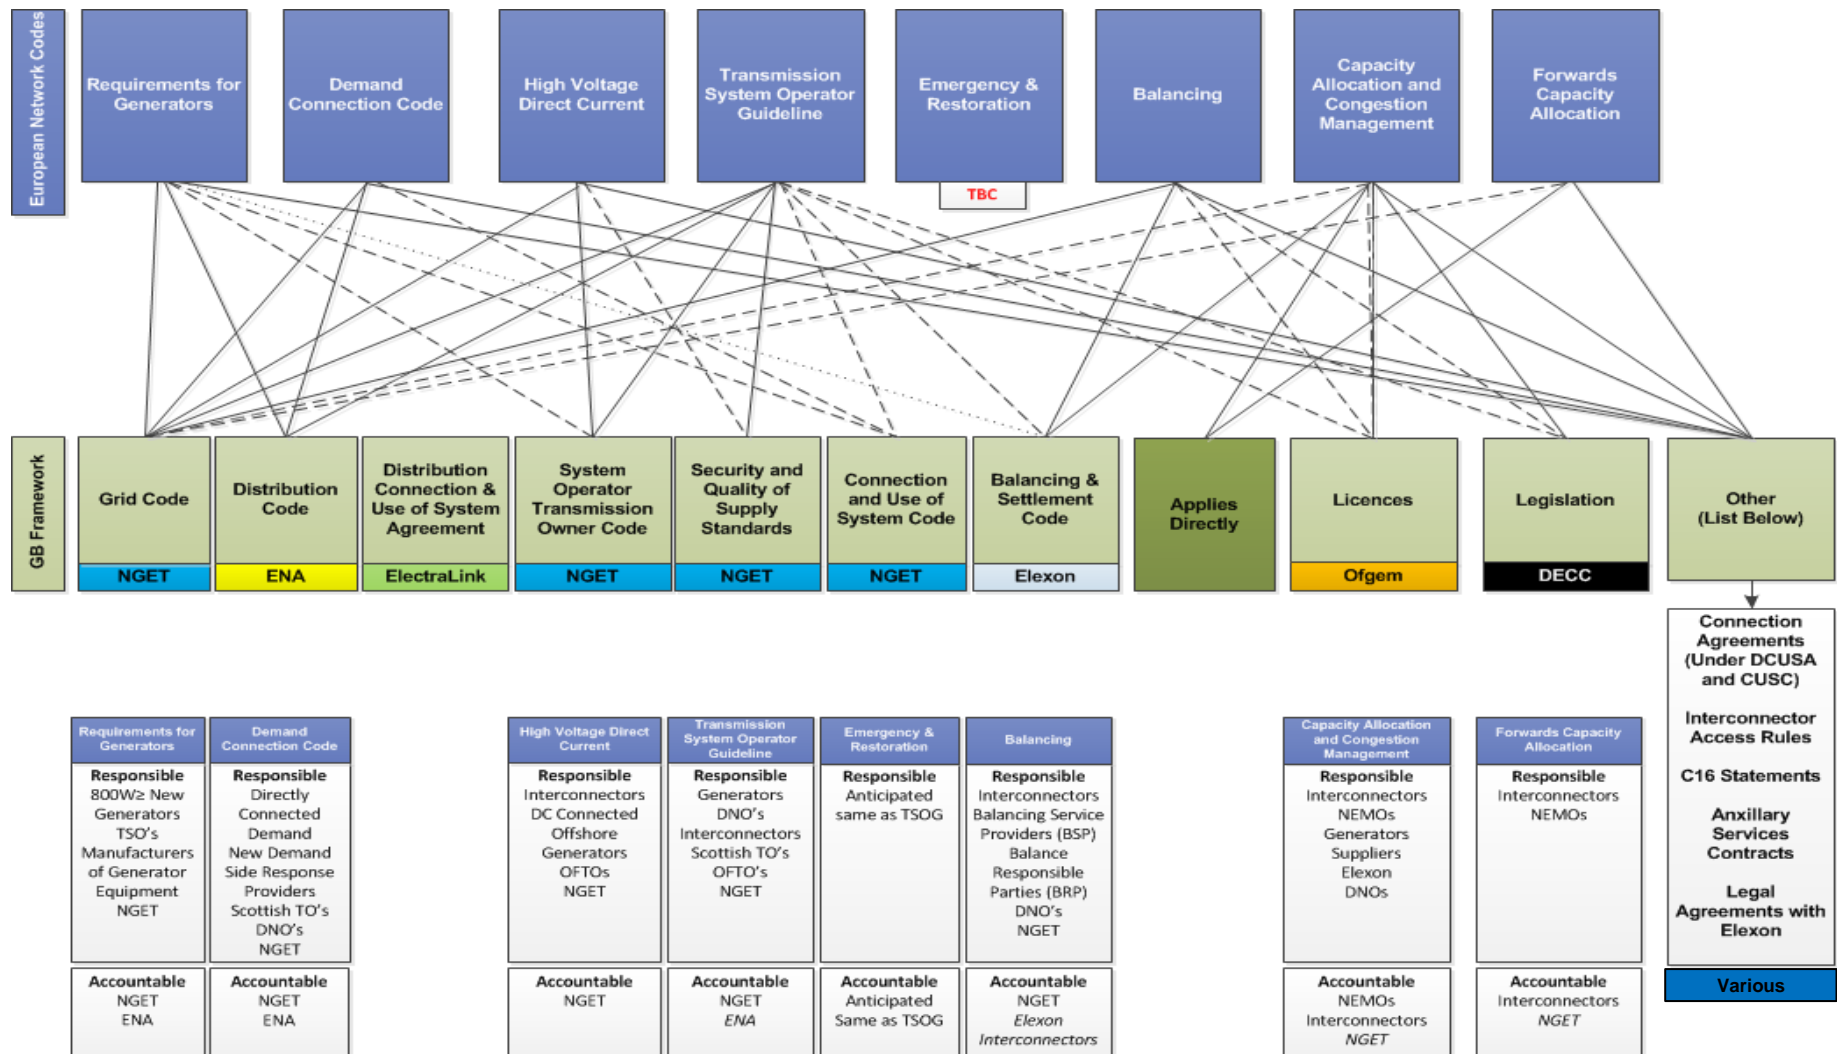 European Network Codes
Requirements for
Generators
Demand
Connection Code
High Voltage
Direct Current
Transmission
System Operator
Guideline
Emergency &
Restoration
TBC
Balancing
Capacity
Allocation and
Congestion
Management
Forwards
Capacity
Allocation
GB Framework
Grid Code
NGET
Distribution
Code
ENA
Distribution
Connection &
Use of System
Agreement
ElectraLink
System
Operator
Transmission
Owner Code
NGET
Security and
Quality of
Supply
Standards
NGET
Connection
and Use of
System Code
NGET
Balancing &
Settlement
Code
Elexon
Applies
Directly
Licences
Ofgem
Legislation
DECC
Other
(List Below)
Connection
Agreements
(Under DCUSA
and CUSC)
Interconnector
Access Rules
C16 Statements
Anxillary
Services
Contracts
Legal
Agreements with
Elexon
Various
Requirements for
Generators
Responsible
800W≥ New
Generators
TSO's
Manufacturers
of Generator
Equipment
NGET
Accountable
NGET
ENA
Demand
Connection Code
Responsible
Directly
Connected
Demand
New Demand
Side Response
Providers
Scottish TO's
DNO's
NGET
Accountable
NGET
ENA
High Voltage Direct
Current
Responsible
Interconnectors
DC Connected
Offshore
Generators
OFTOs
NGET
Accountable
NGET
Transmission
System Operator
Guideline
Responsible
Generators
DNO's
Interconnectors
Scottish TO's
OFTO's
NGET
Accountable
NGET
ENA
Emergency &
Restoration
Responsible
Anticipated
same as TSOG
Accountable
Anticipated
Same as TSOG
Balancing
Responsible
Interconnectors
Balancing Service
Providers (BSP)
Balance
Responsible
Parties (BRP)
DNO's
NGET
Accountable
NGET
Elexon
Interconnectors
Capacity Allocation
and Congestion
Management
Responsible
Interconnectors
NEMOs
Generators
Suppliers
Elexon
DNOs
Accountable
NEMOs
Interconnectors
NGET
Forwards Capacity
Allocation
Responsible
Interconnectors
NEMOs
Accountable
Interconnectors
NGET